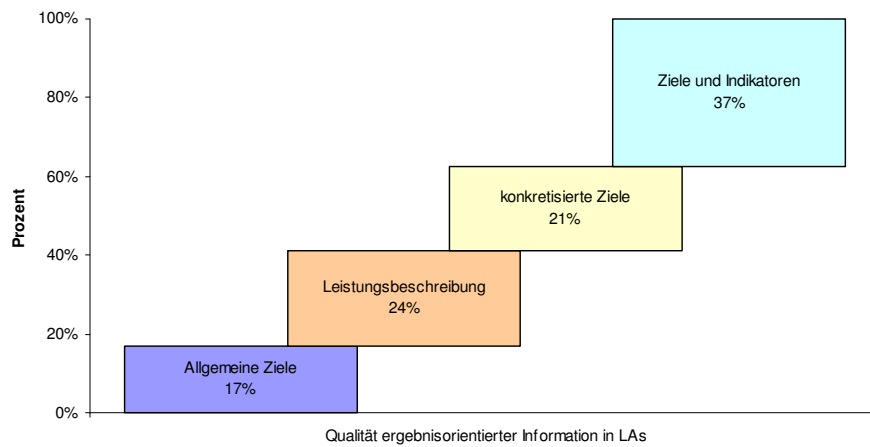 100%
80%
60%
40%
20%
0%
Prozent
Ziele und Indikatoren
37%
konkretisierte Ziele
21%
Leistungsbeschreibung
24%
Allgemeine Ziele
17%
Qualität ergebnisorientierter Information in LAs